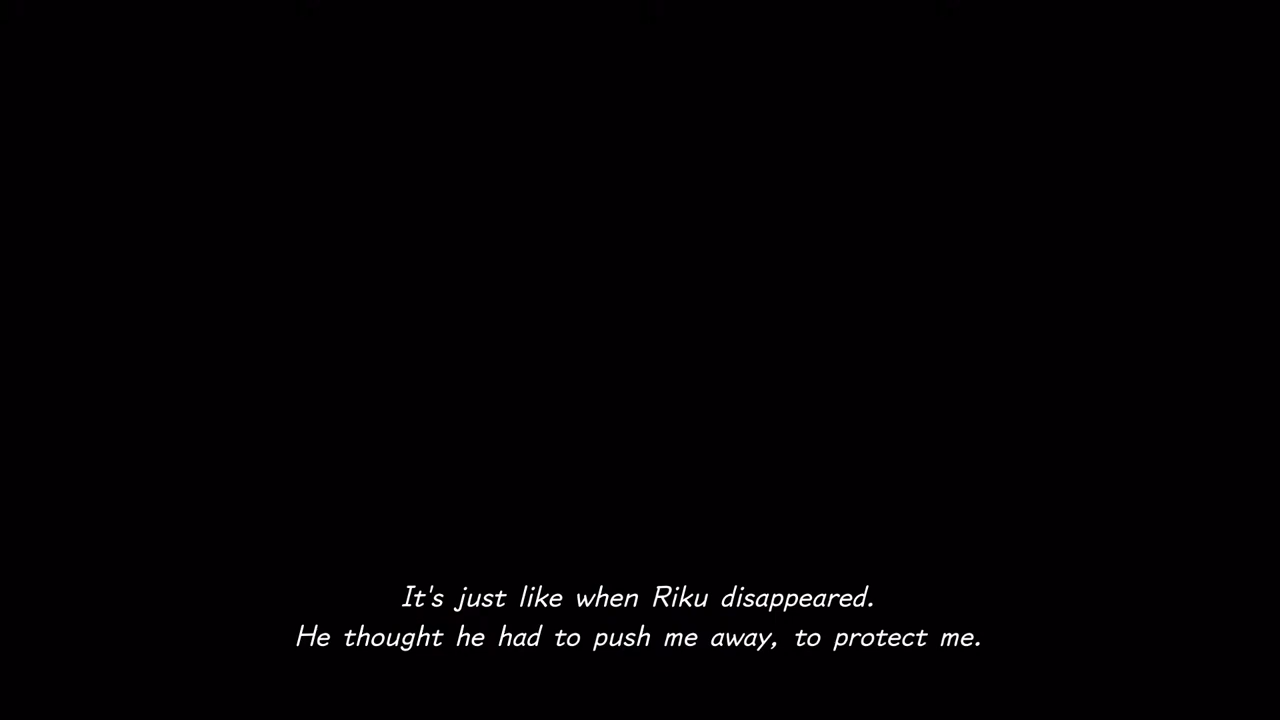 It's just like when Riku disappeared.
He thought he had to push me away, to protect me.